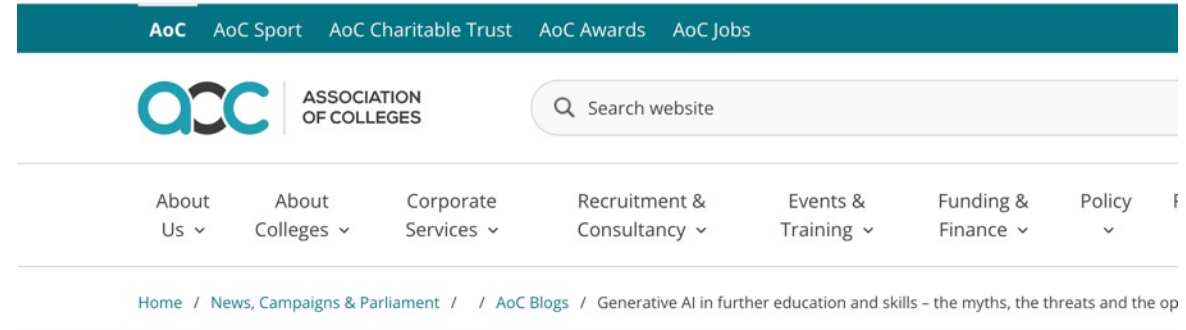 AoC AoC Sport AoC Charitable Trust AoC Awards AoC Jobs
aoc ASSOCIATION
OF COLLEGES
Search website
About Us
About Colleges
Corporate Services
Recruitment & Consultancy
Events & Training
Funding & Finance
Policy
Home / News, Campaigns & Parliament / / AoC Blogs / Generative AI in further education and skills – the myths, the threats and the op